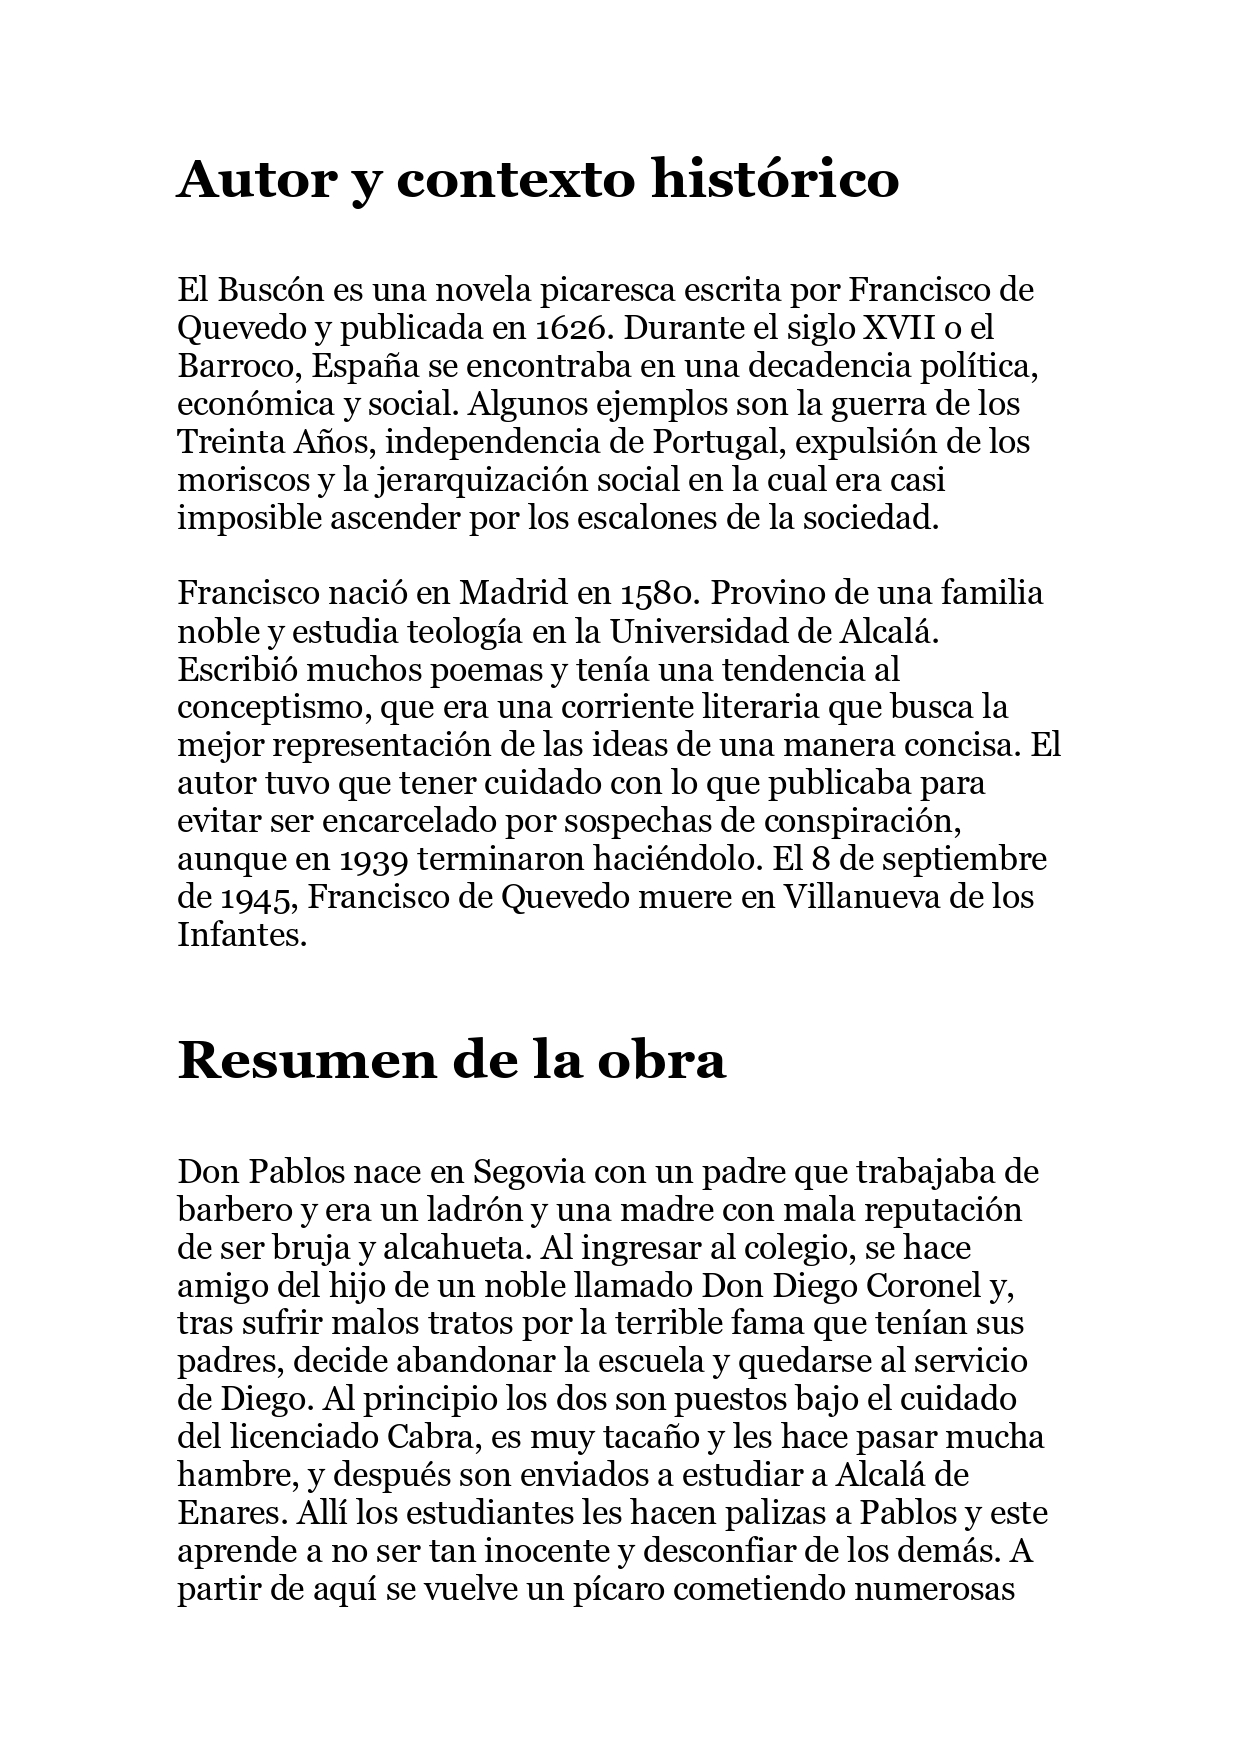 Autor y contexto histórico
El Buscón es una novela picaresca escrita por Francisco de
Quevedo y publicada en 1626. Durante el siglo XVII o el
Barroco, España se encontraba en una decadencia política,
económica y social. Algunos ejemplos son la guerra de los
Treinta Años, independencia de Portugal, expulsión de los
moriscos y la jerarquización social en la cual era casi
imposible ascender por los escalones de la sociedad.
Francisco nació en Madrid en 1580. Provino de una familia
noble y estudia teología en la Universidad de Alcalá.
Escribió muchos poemas y tenía una tendencia al
conceptismo, que era una corriente literaria que busca la
mejor representación de las ideas de una manera concisa. El
autor tuvo que tener cuidado con lo que publicaba para
evitar ser encarcelado por sospechas de conspiración,
aunque en 1939 terminaron haciéndolo. El 8 de septiembre
de 1945, Francisco de Quevedo muere en Villanueva de los
Infantes.
Resumen de la obra
Don Pablos nace en Segovia con un padre que trabajaba de
barbero y era un ladrón y una madre con mala reputación
de ser bruja y alcahueta. Al ingresar al colegio, se hace
amigo del hijo de un noble llamado Don Diego Coronel y,
tras sufrir malos tratos por la terrible fama que tenían sus
padres, decide abandonar la escuela y quedarse al servicio
de Diego. Al principio los dos son puestos bajo el cuidado
del licenciado Cabra, es muy tacaño y les hace pasar mucha
hambre, y después son enviados a estudiar a Alcalá de
Enares. Allí los estudiantes les hacen palizas a Pablos y este
aprende a no ser tan inocente y desconfiar de los demás. A
partir de aquí se vuelve un pícaro cometiendo numerosas